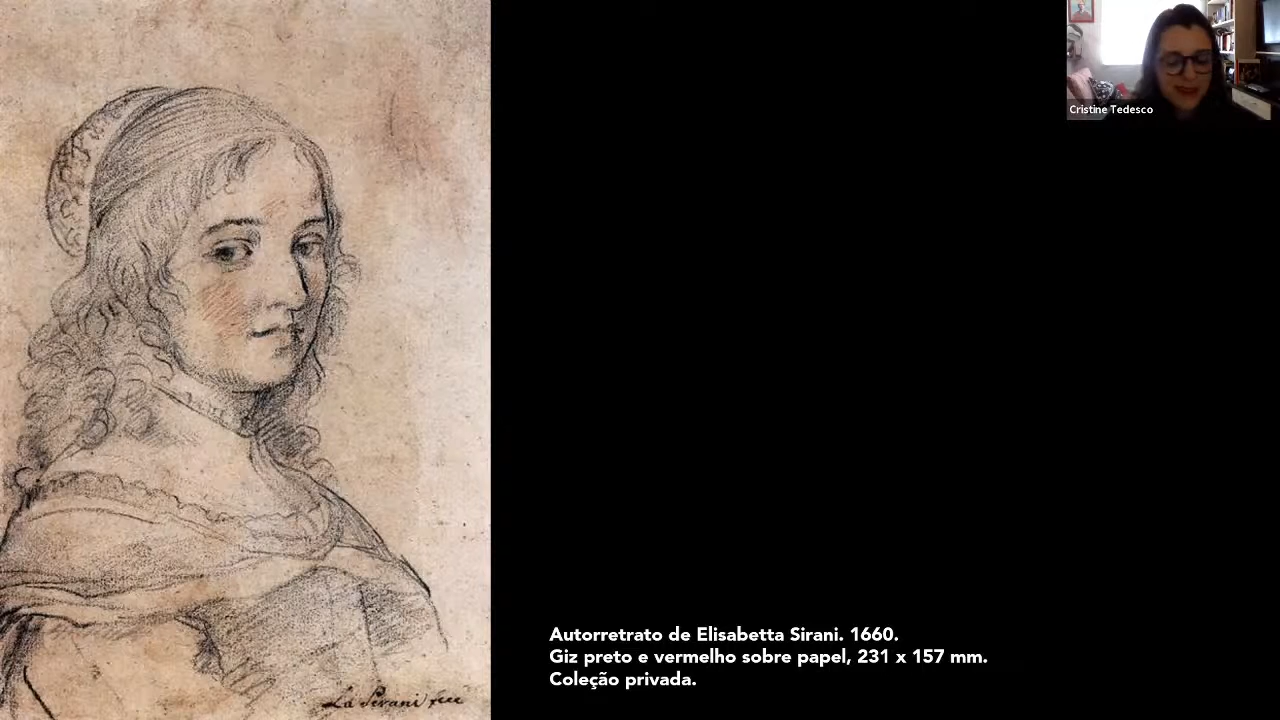 Cristine Tedesco
Autorretrato de Elisabetta Sirani. 1660.
Giz preto e vermelho sobre papel, 231 x 157 mm.
Coleção privada.
La Sirani fece